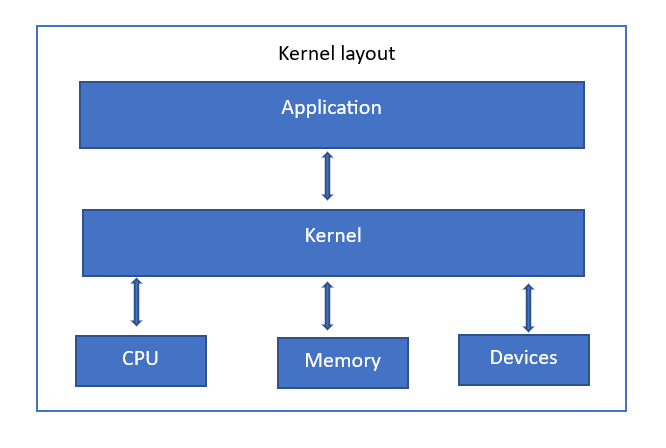 Kernel layout
Application
Kernel
CPU
Memory
Devices